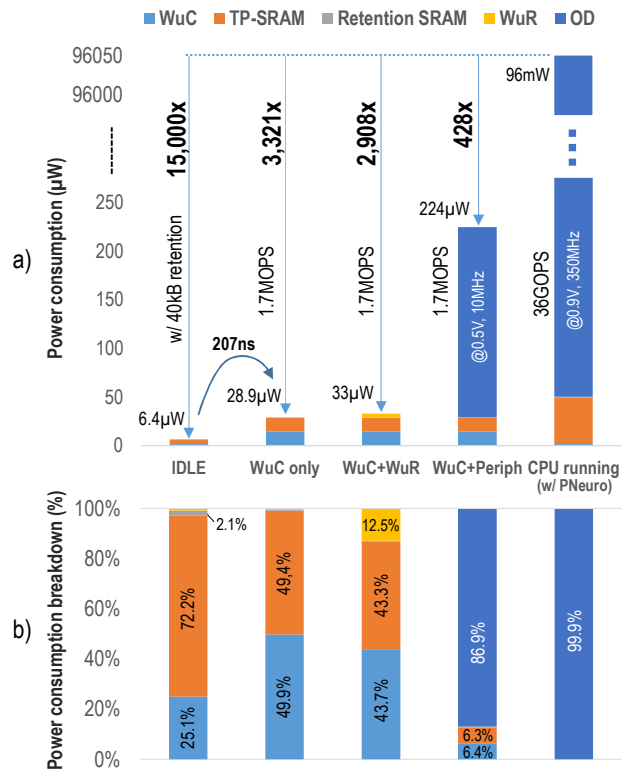 WuC TP-SRAM Retention SRAM WuR OD
a)
Power consumption (µW)
96050
96000
250
200
150
100
50
0
15,000x
w/ 40kB retention
6.4µW
207ns
3,321x
1.7MOPS
28.9µW
2,908x
1.7MOPS
33µW
428x
1.7MOPS
224µW
@0.5V, 10MHz
96mW
36GOPS
@0.9V, 350MHz
IDLE WuC only WuC+WuR WuC+Periph CPU running
(w/ PNeuro)
b)
Power consumption breakdown (%)
100%
80%
60%
40%
20%
0%
2.1%
72.2%
25.1%
49,4%
49.9%
12.5%
43.3%
43.7%
86.9%
6.3%
6.4%
99.9%